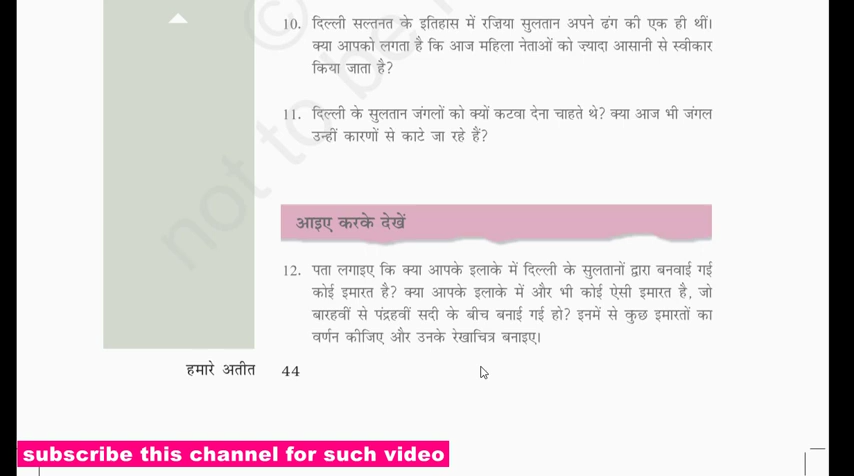 10. दिल्ली सल्तनत के इतिहास में रज़िया सुलतान अपने ढंग की एक ही थीं।
क्या आपको लगता है कि आज महिला नेताओं को ज़्यादा आसानी से स्वीकार
किया जाता है?
11. दिल्ली के सुलतान जंगलों को क्यों कटवा देना चाहते थे? क्या आज भी जंगल
उन्हीं कारणों से काटे जा रहे हैं?
आइए करके देखें
12. पता लगाइए कि क्या आपके इलाके में दिल्ली के सुलतानों द्वारा बनवाई गई
कोई इमारत है? क्या आपके इलाके में और भी कोई ऐसी इमारत है, जो
बारहवीं से पंद्रहवीं सदी के बीच बनाई गई हो? इनमें से कुछ इमारतों का
वर्णन कीजिए और उनके रेखाचित्र बनाइए।
हमारे अतीत 44
subscribe this channel for such video
©
not to be